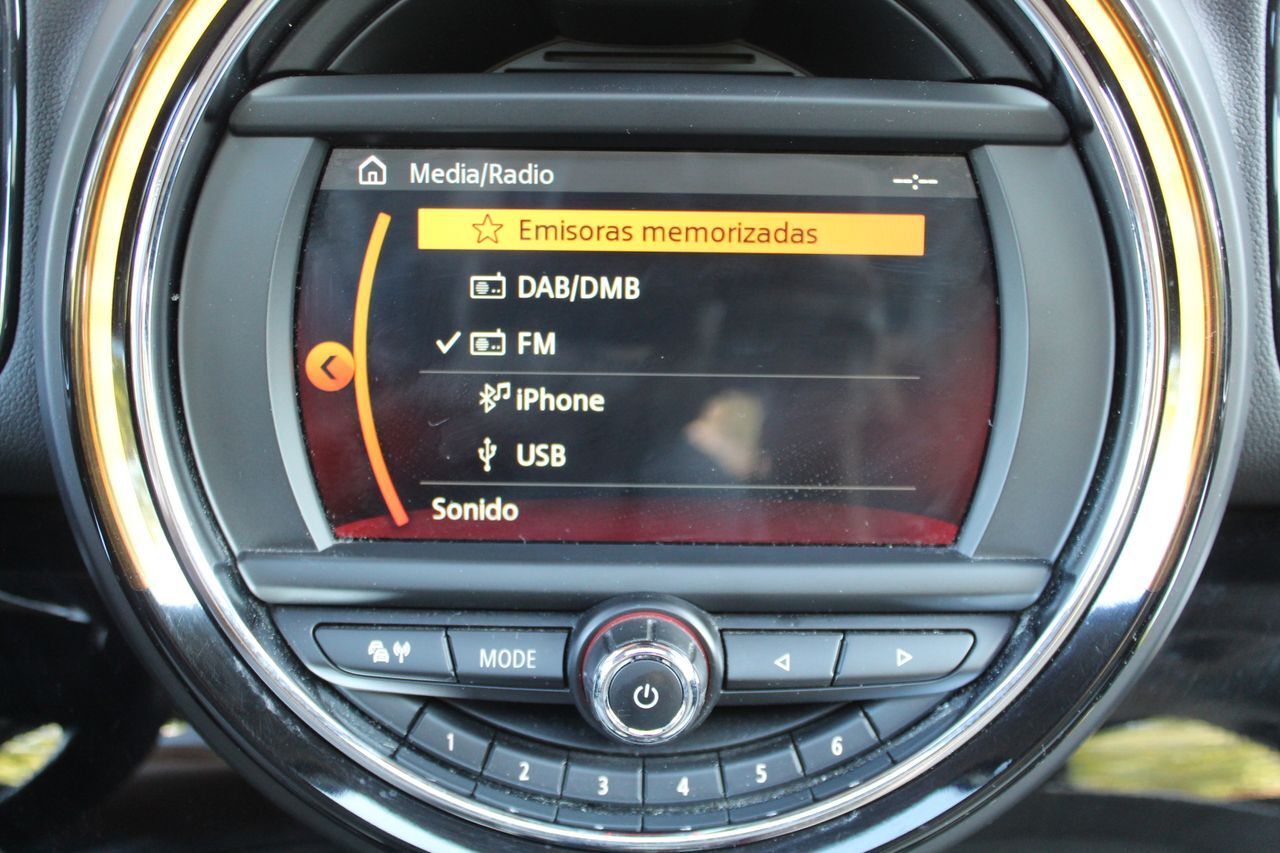 Media/Radio
--:--
Emisoras memorizadas
DAB/DMB
FM
iPhone
USB
Sonido
MODE
1
2
3
4
5
6